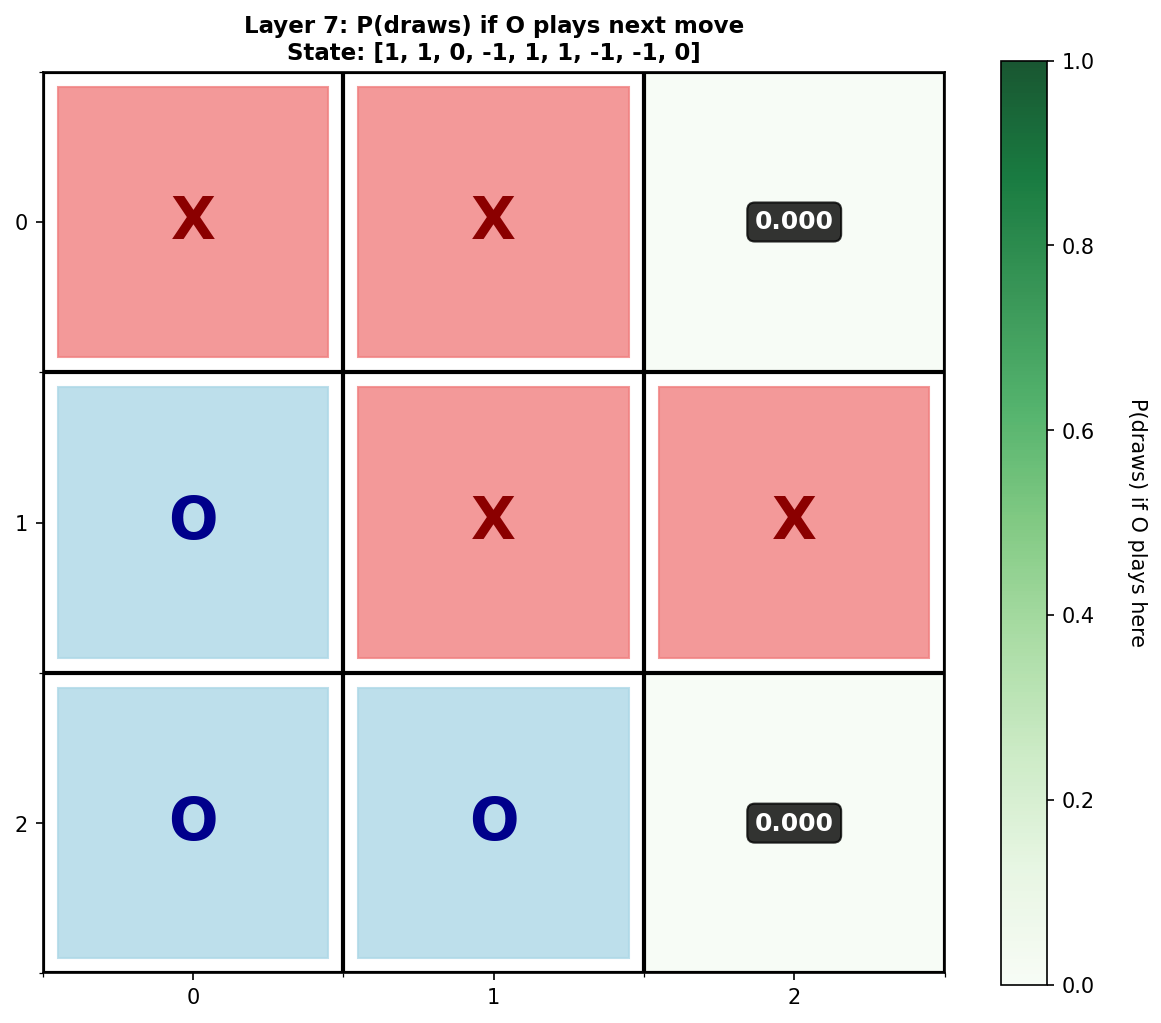 Layer 7: P(draws) if O plays next move
State: [1, 1, 0, -1, 1, 1, -1, -1, 0]
X X 0.000
O X X
O O 0.000
0
1
2
0 1 2
1.0
0.8
0.6
0.4
0.2
0.0
P(draws) if O plays here